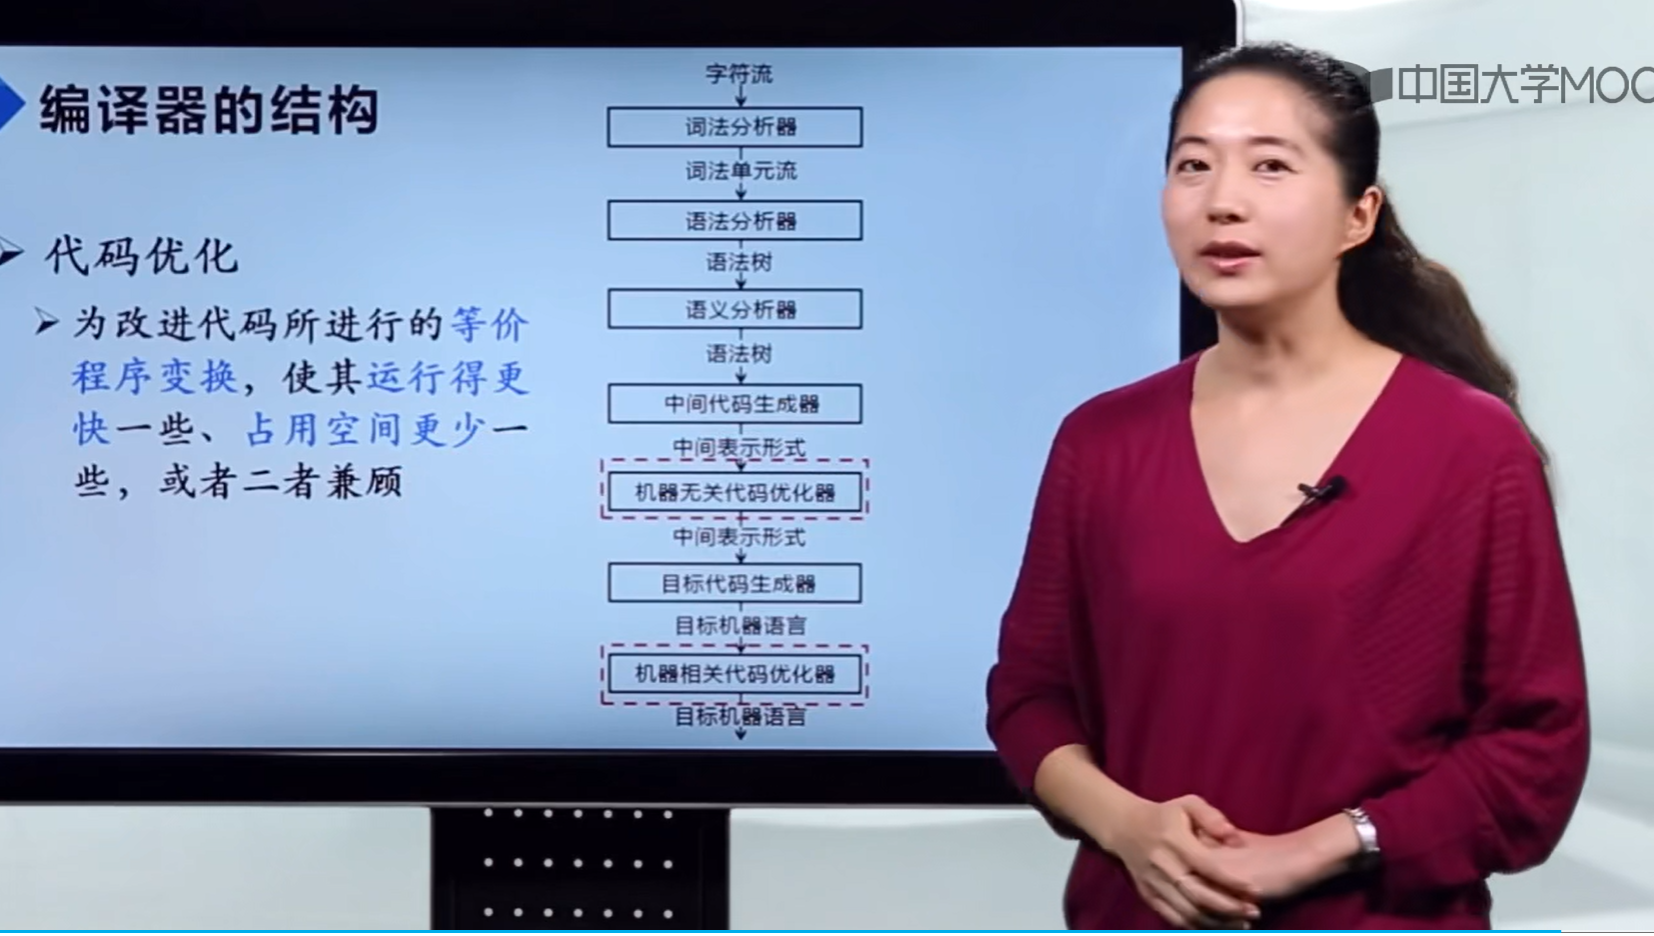 中国大学MOO
编译器的结构
代码优化
为改进代码所进行的等价
程序变换，使其运行得更
快一些、占用空间更少一
些，或者二者兼顾
字符流
词法分析器
词法单元流
语法分析器
语法树
语义分析器
语法树
中间代码生成器
中间表示形式
机器无关代码优化器
中间表示形式
目标代码生成器
目标机器语言
机器相关代码优化器
目标机器语言